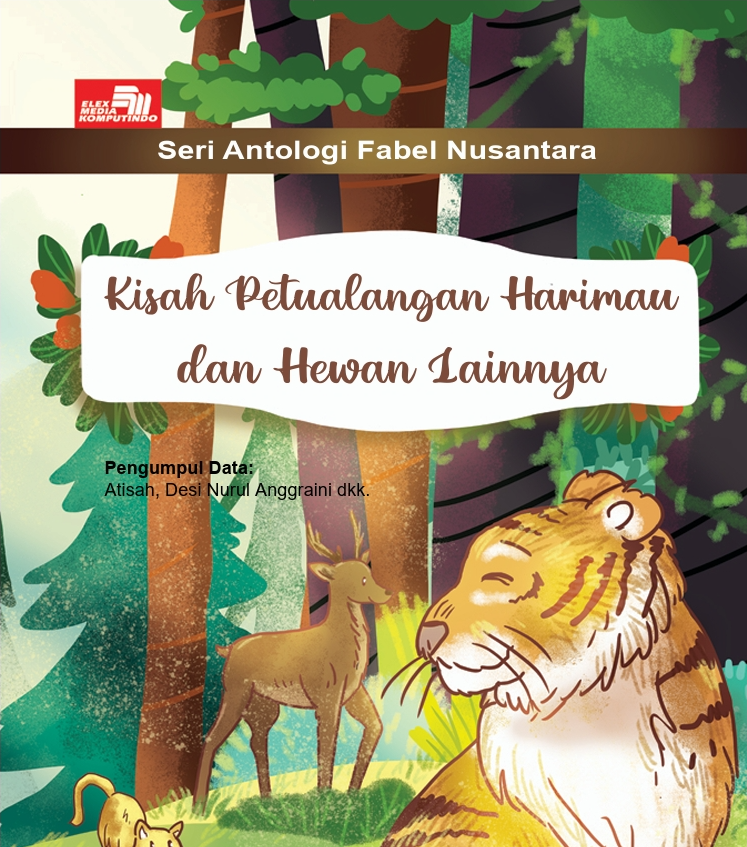 ELEX
MEDIA
KOMPUTINDO
Seri Antologi Fabel Nusantara
Kisah Petualangan Harimau
dan Hewan Lainnya
Pengumpul Data:
Atisah, Desi Nurul Anggraini dkk.